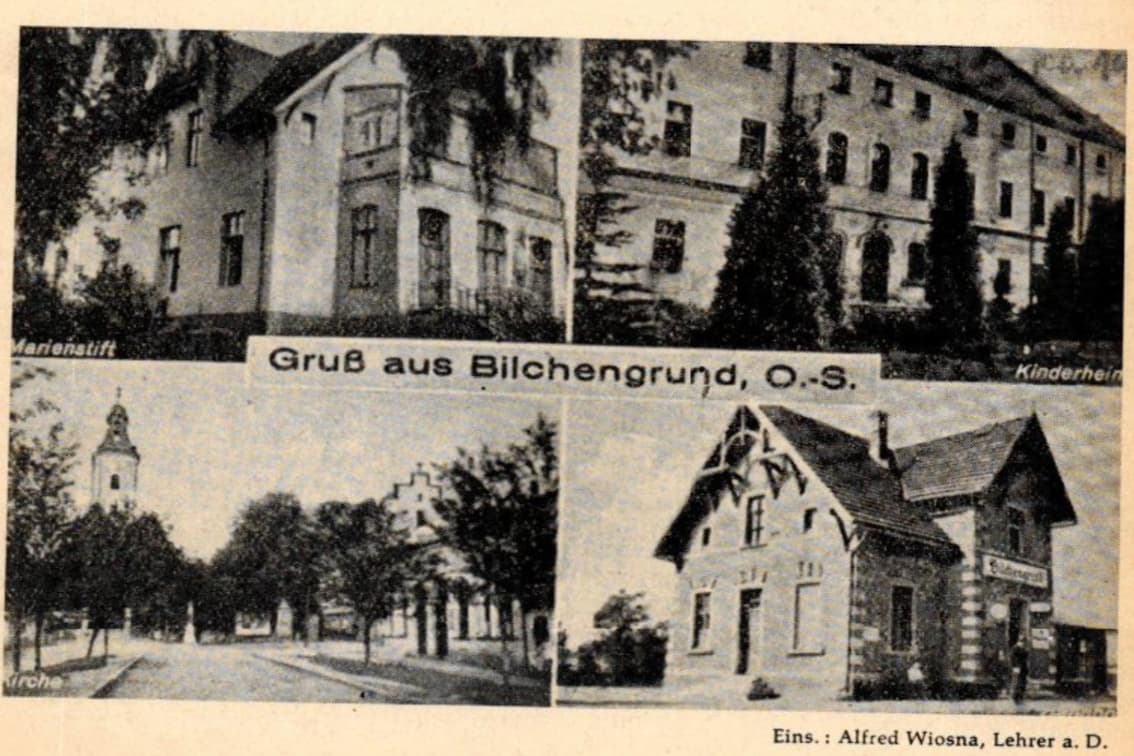 Marienstift
Kinderheim
Gruß aus Bilchengrund, O.-S.
Kirche
Bilchengrund
Eins.: Alfred Wiosna, Lehrer a. D.